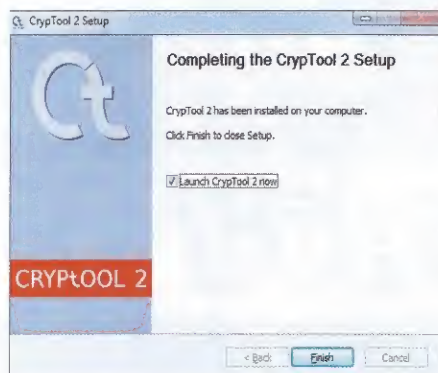 CrypTool 2 Setup
Ct
Completing the CrypTool 2 Setup
CrypTool 2 has been installed on your computer.
Click Finish to close Setup.
Launch CrypTool 2 now
CRYPtOOL 2
< Back
Finish
Cancel